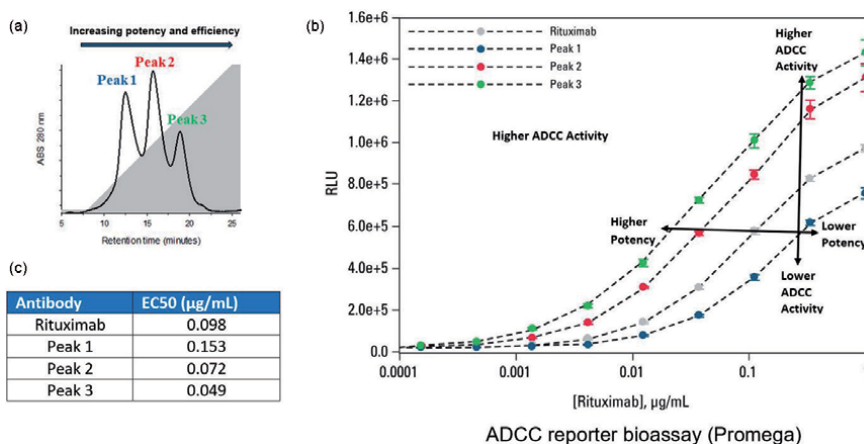 (a)
Increasing potency and efficiency
Peak 1
Peak 2
Peak 3
ABS 280 nm
5
10
15
20
25
Retention time (minutes)
(c)
Antibody EC50 (µg/mL)
Rituximab 0.098
Peak 1 0.153
Peak 2 0.072
Peak 3 0.049
(b)
1.6e+6
1.4e+6
1.2e+6
1.0e+6
8.0e+5
6.0e+5
4.0e+5
2.0e+5
0.0
RLU
Rituximab
Peak 1
Peak 2
Peak 3
Higher ADCC Activity
Higher
ADCC
Activity
Higher
Potency
Lower
Potency
Lower
ADCC
Activity
0.0001
0.001
0.01
0.1
[Rituximab], µg/mL
ADCC reporter bioassay (Promega)